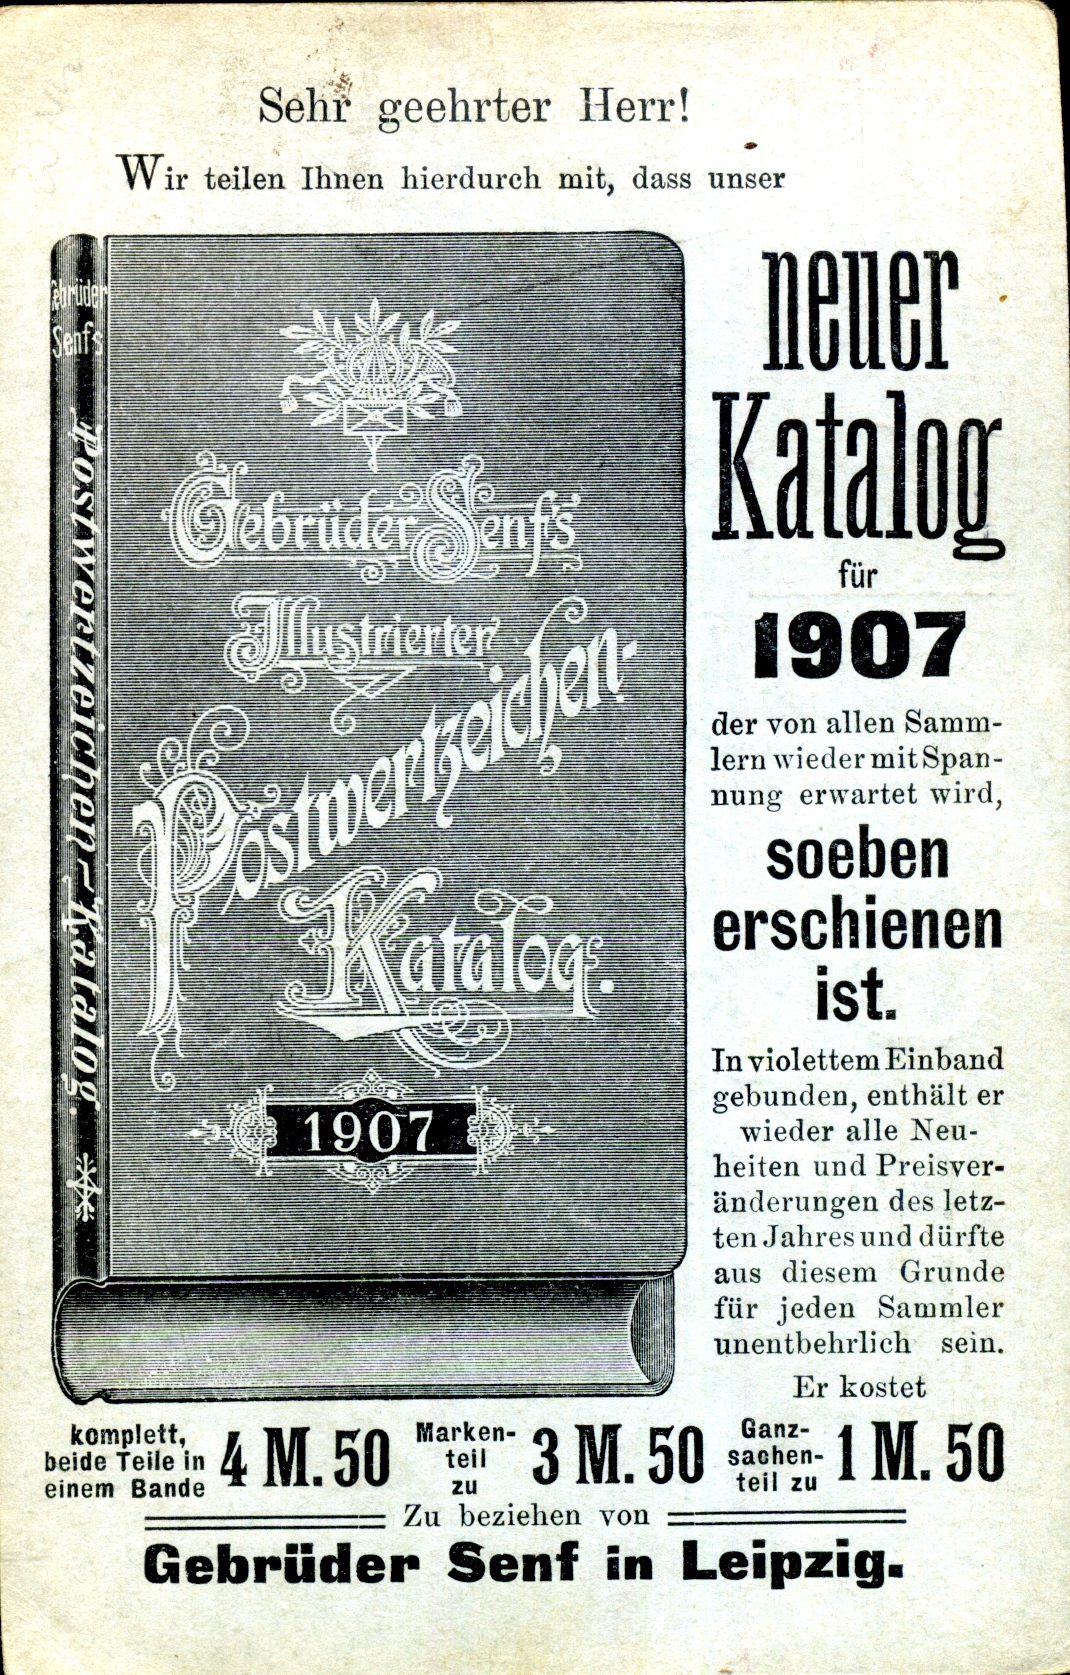 Sehr geehrter Herr!
Wir teilen Ihnen hierdurch mit, dass unser
Gebrüder
Senf's
Postwertzeichen-Katalog.
Gebrüder Senf's
Illustrierter
Postwertzeichen-
Katalog.
1907
neuer
Katalog
für
1907
der von allen Samm-
lern wieder mit Span-
nung erwartet wird,
soeben
erschienen
ist.
In violettem Einband
gebunden, enthält er
wieder alle Neu-
heiten und Preisver-
änderungen des letz-
ten Jahres und dürfte
aus diesem Grunde
für jeden Sammler
unentbehrlich sein.
Er kostet
komplett,
beide Teile in
einem Bande
4 M. 50
Marken-
teil
zu
3 M. 50
Ganz-
sachen-
teil zu
1 M. 50
Zu beziehen von
Gebrüder Senf in Leipzig.